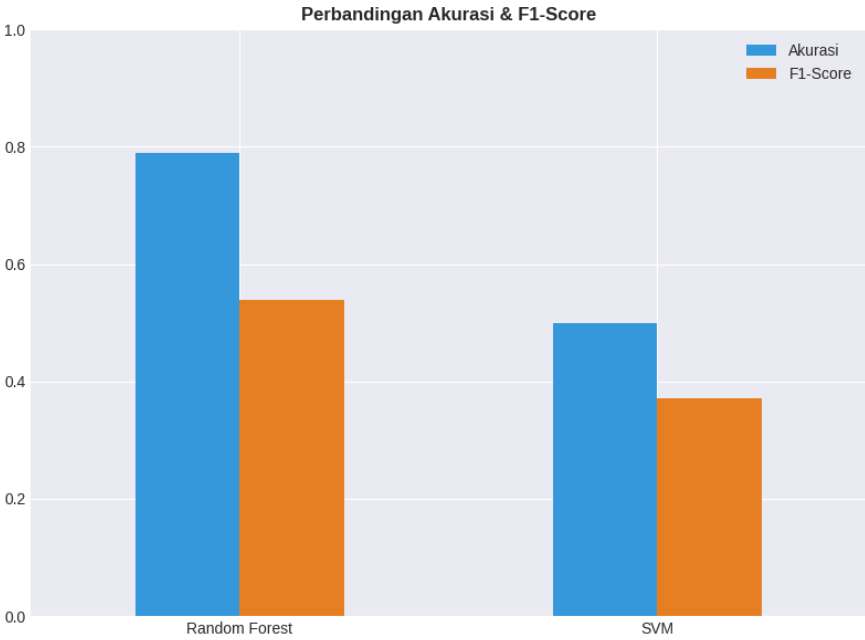 Perbandingan Akurasi & F1-Score
1.0
Akurasi
F1-Score
0.8
0.6
0.4
0.2
0.0
Random Forest
SVM